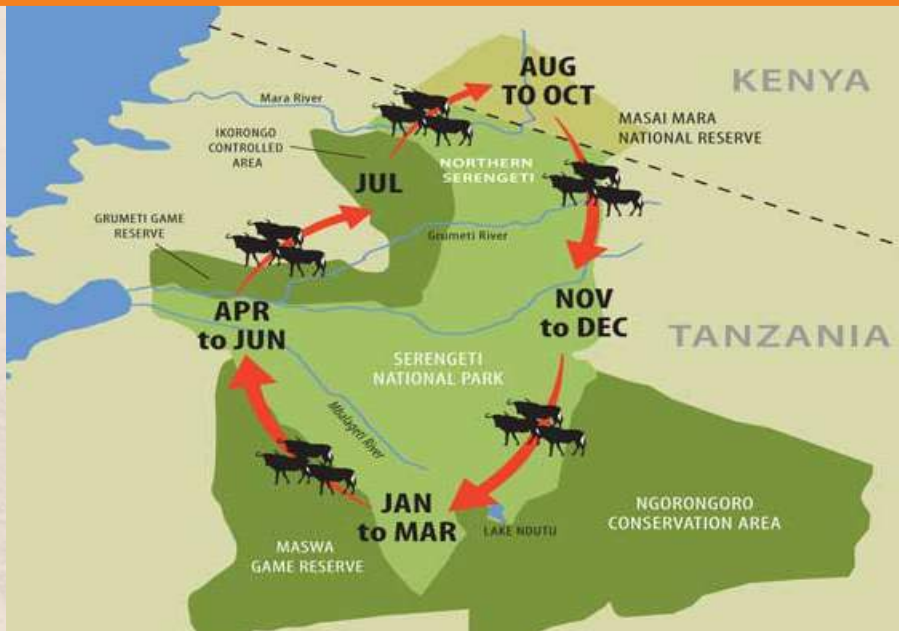 AUG
TO OCT
KENYA
Mara River
MASAI MARA
NATIONAL RESERVE
IKORONGO
CONTROLLED
AREA
NORTHERN
SERENGETI
JUL
GRUMETI GAME
RESERVE
Grumeti River
APR
to JUN
NOV
to DEC
TANZANIA
SERENGETI
NATIONAL PARK
Mbalageti River
JAN
to MAR
LAKE NDUTU
NGORONGORO
CONSERVATION AREA
MASWA
GAME RESERVE